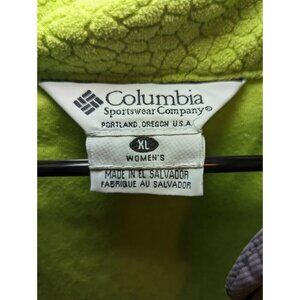 Columbia
Sportswear Company®
PORTLAND, OREGON U.S.A.
XL
WOMEN'S
MADE IN EL SALVADOR
FABRIQUE AU SALVADOR